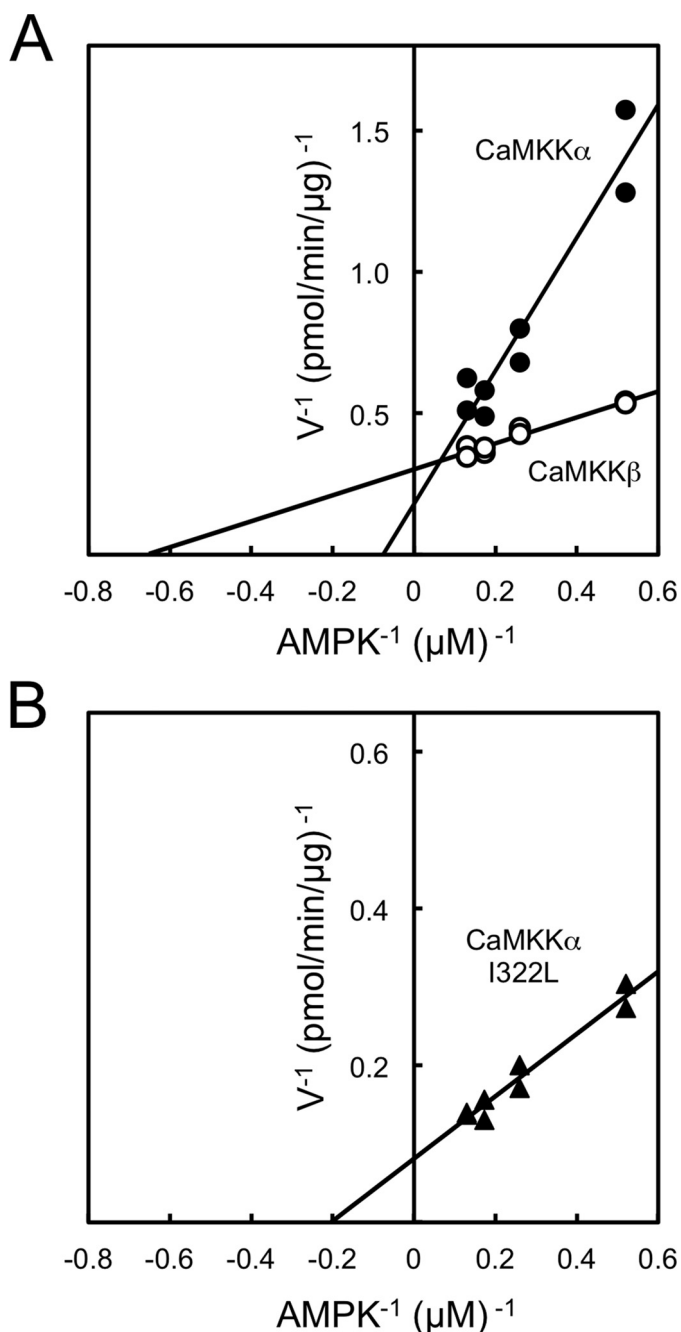 A
V-1 (pmol/min/µg) -1
1.5
1.0
0.5
CaMKKα
CaMKKβ
-0.8 -0.6 -0.4 -0.2 0 0.2 0.4 0.6
AMPK-1 (µM) -1
B
V-1 (pmol/min/µg) -1
0.6
0.4
0.2
CaMKKα
I322L
-0.8 -0.6 -0.4 -0.2 0 0.2 0.4 0.6
AMPK-1 (µM) -1